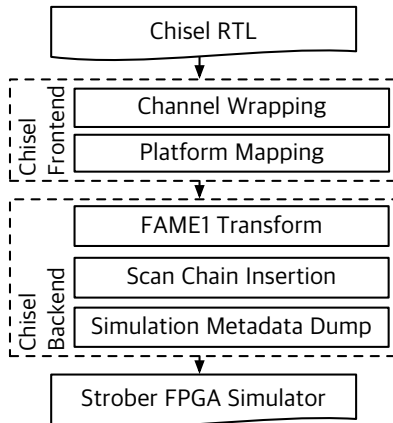 Chisel RTL
Chisel
Frontend
Channel Wrapping
Platform Mapping
Chisel
Backend
FAME1 Transform
Scan Chain Insertion
Simulation Metadata Dump
Strober FPGA Simulator